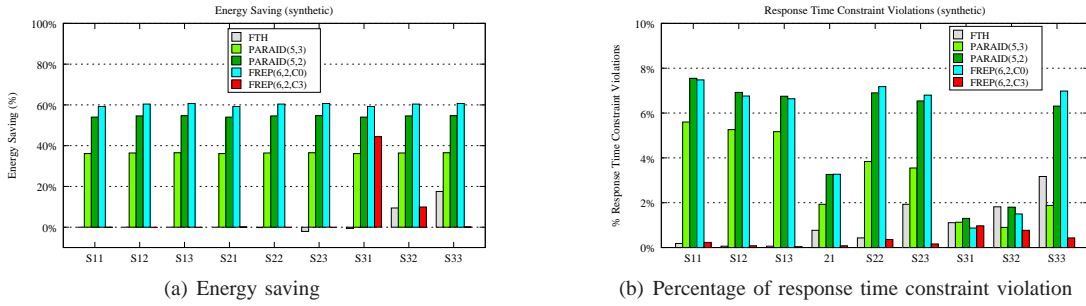 Energy Saving (synthetic)
100%
80%
60%
40%
20%
0%
Energy Saving (%)
FTH
PARAID(5,3)
PARAID(5,2)
FREP(6,2,C0)
FREP(6,2,C3)
S11 S12 S13 S21 S22 S23 S31 S32 S33
(a) Energy saving
Response Time Constraint Violations (synthetic)
10%
8%
6%
4%
2%
0%
% Response Time Constraint Violations
FTH
PARAID(5,3)
PARAID(5,2)
FREP(6,2,C0)
FREP(6,2,C3)
S11 S12 S13 21 S22 S23 S31 S32 S33
(b) Percentage of response time constraint violation